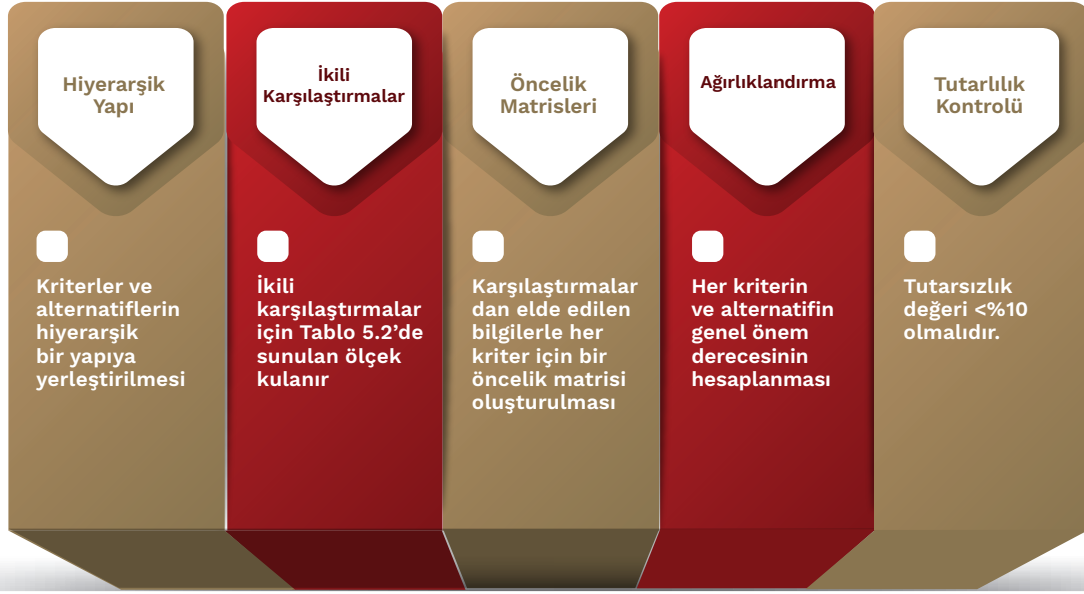 Hiyerarşik
Yapı
Kriterler ve
alternatiflerin
hiyerarşik
bir yapıya
yerleştirilmesi
İkili
Karşılaştırmalar
İkili
karşılaştırmalar
için Tablo 5.2’de
sunulan ölçek
kulanır
Öncelik
Matrisleri
Karşılaştırmalar
dan elde edilen
bilgilerle her
kriter için bir
öncelik matrisi
oluşturulması
Ağırlıklandırma
Her kriterin
ve alternatifin
genel önem
derecesinin
hesaplanması
Tutarlılık
Kontrolü
Tutarsızlık
değeri <%10
olmalıdır.